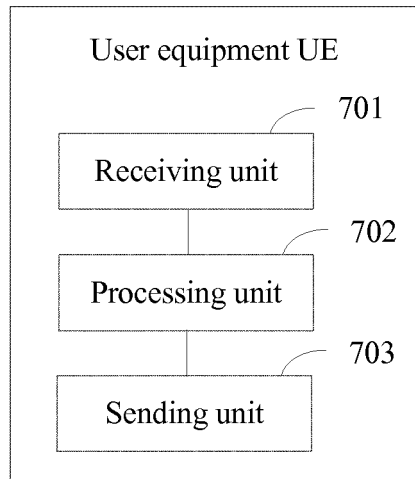 User equipment UE
701
Receiving unit
702
Processing unit
703
Sending unit